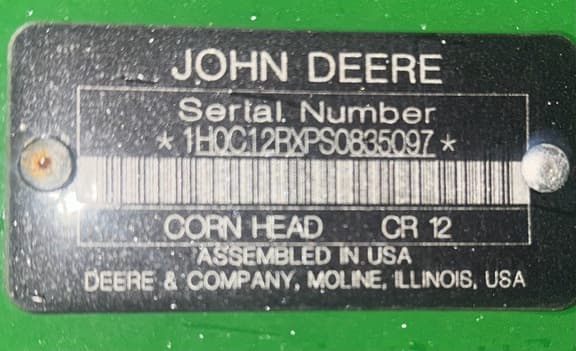 JOHN DEERE
Serial Number
*1H0C12RXPS0835097*
CORN HEAD CR 12
ASSEMBLED IN USA
DEERE & COMPANY, MOLINE, ILLINOIS, USA